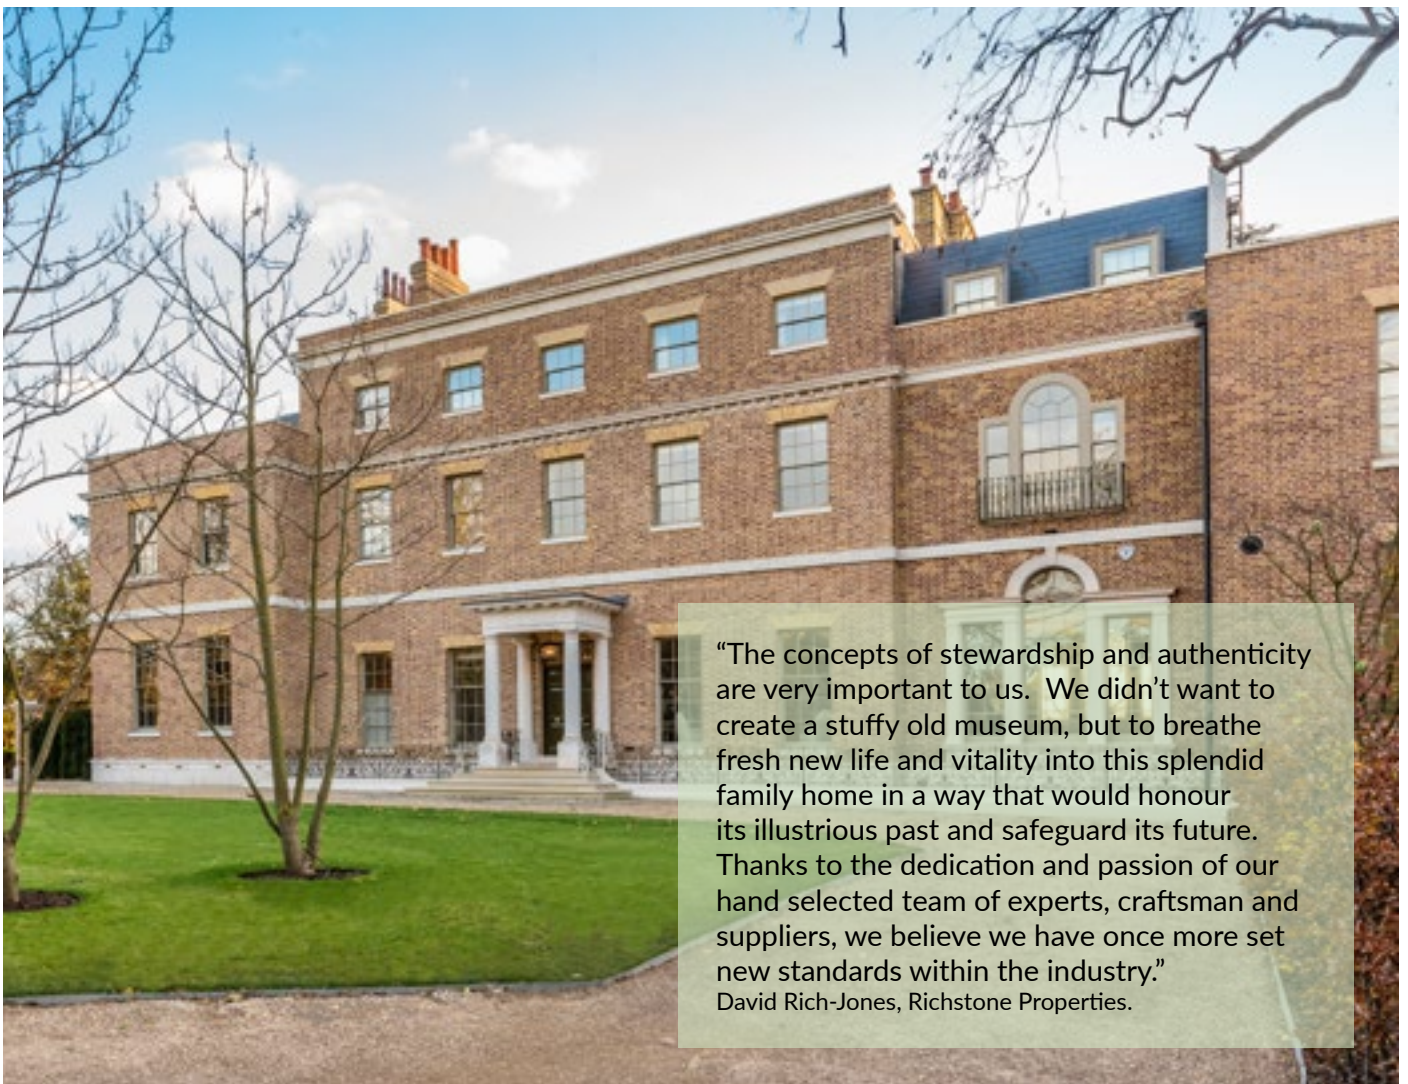 “The concepts of stewardship and authenticity
are very important to us.  We didn’t want to
create a stuffy old museum, but to breathe
fresh new life and vitality into this splendid
family home in a way that would honour
its illustrious past and safeguard its future.
Thanks to the dedication and passion of our
hand selected team of experts, craftsman and
suppliers, we believe we have once more set
new standards within the industry.”
David Rich-Jones, Richstone Properties.